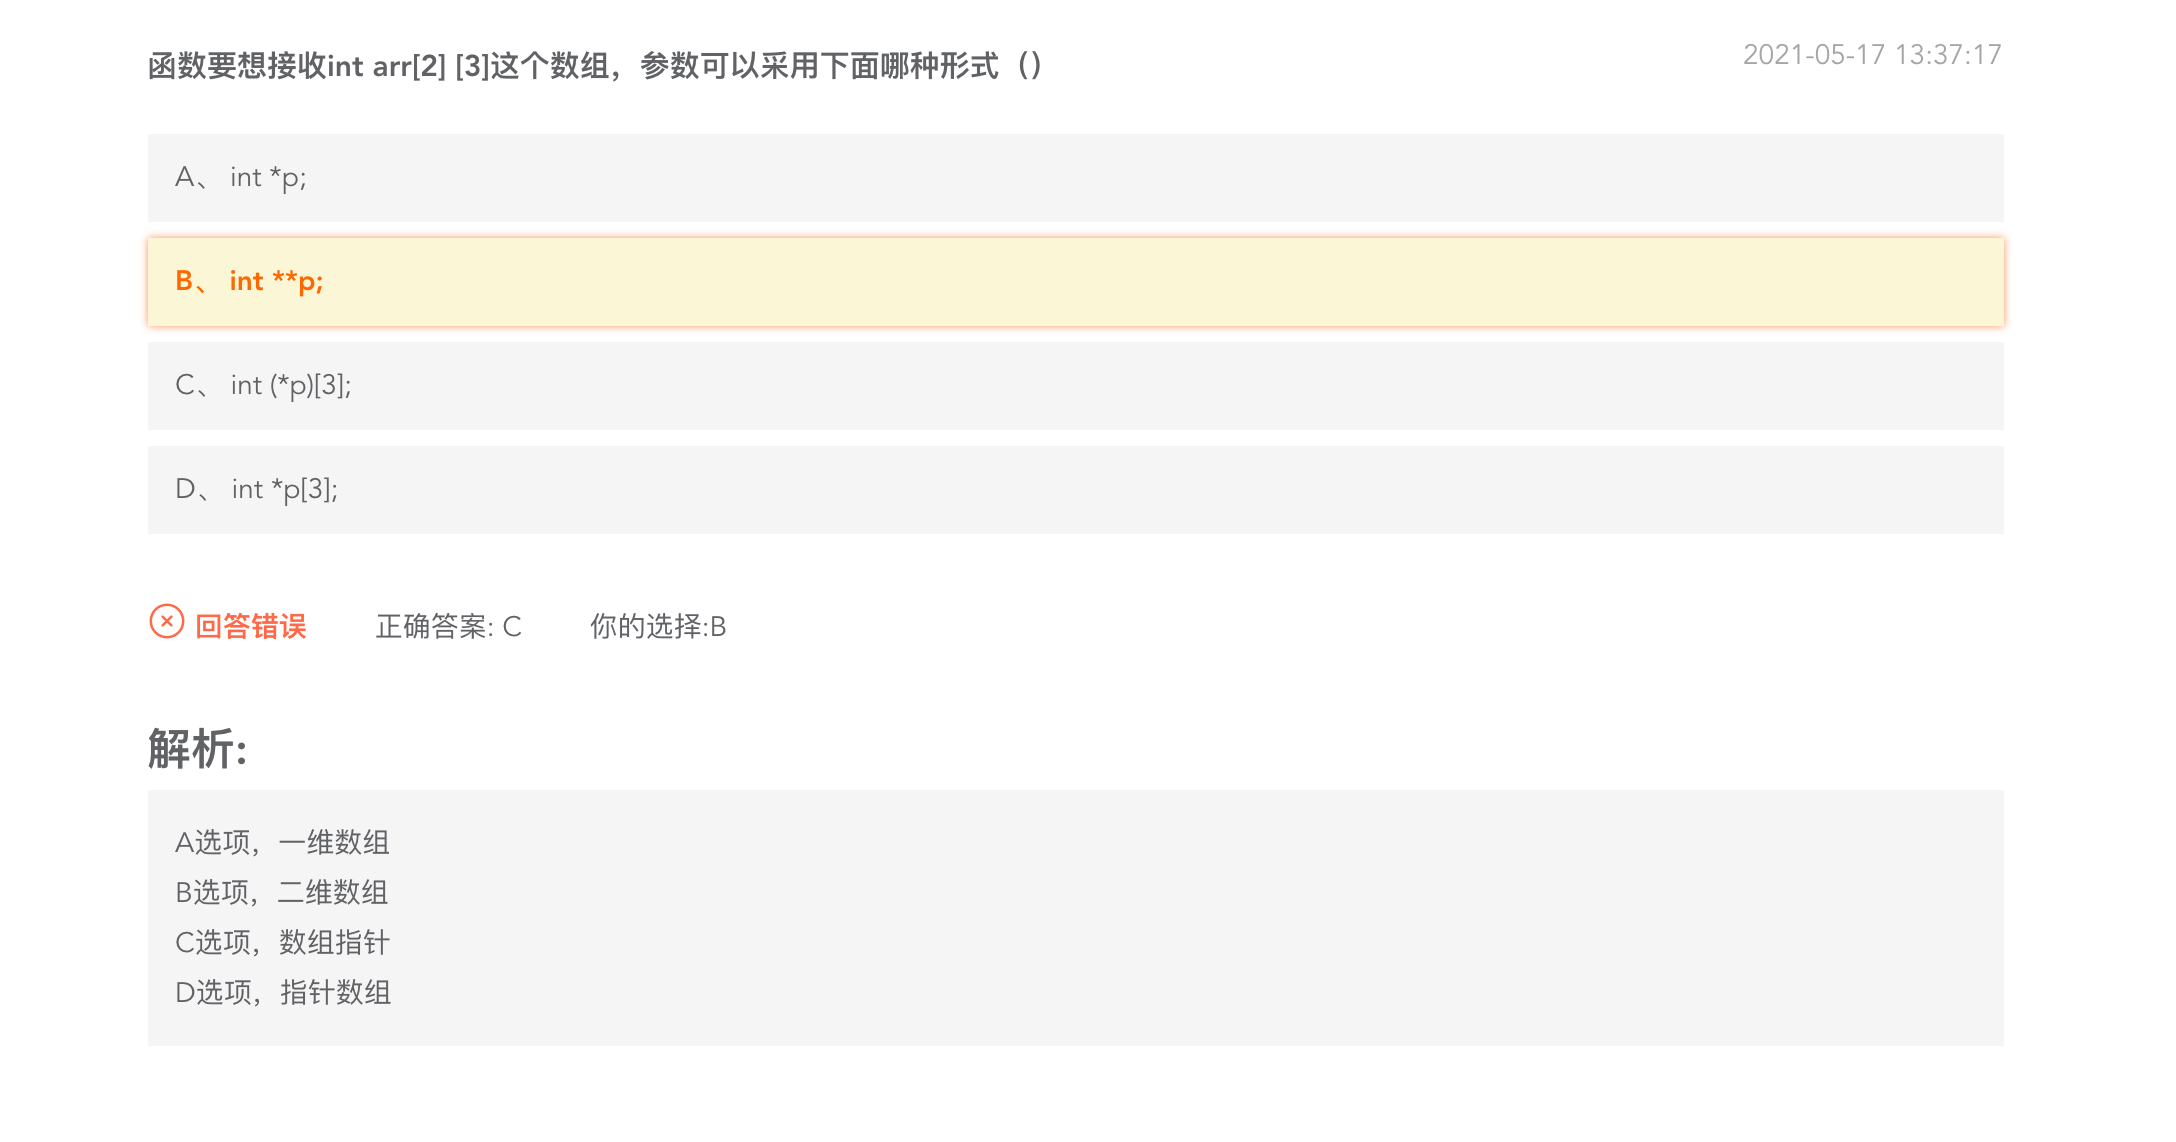 函数要想接收int arr[2] [3]这个数组，参数可以采用下面哪种形式（）
2021-05-17 13:37:17
A、 int *p;
B、 int **p;
C、 int (*p)[3];
D、 int *p[3];
回答错误 正确答案: C 你的选择:B
解析:
A选项，一维数组
B选项，二维数组
C选项，数组指针
D选项，指针数组